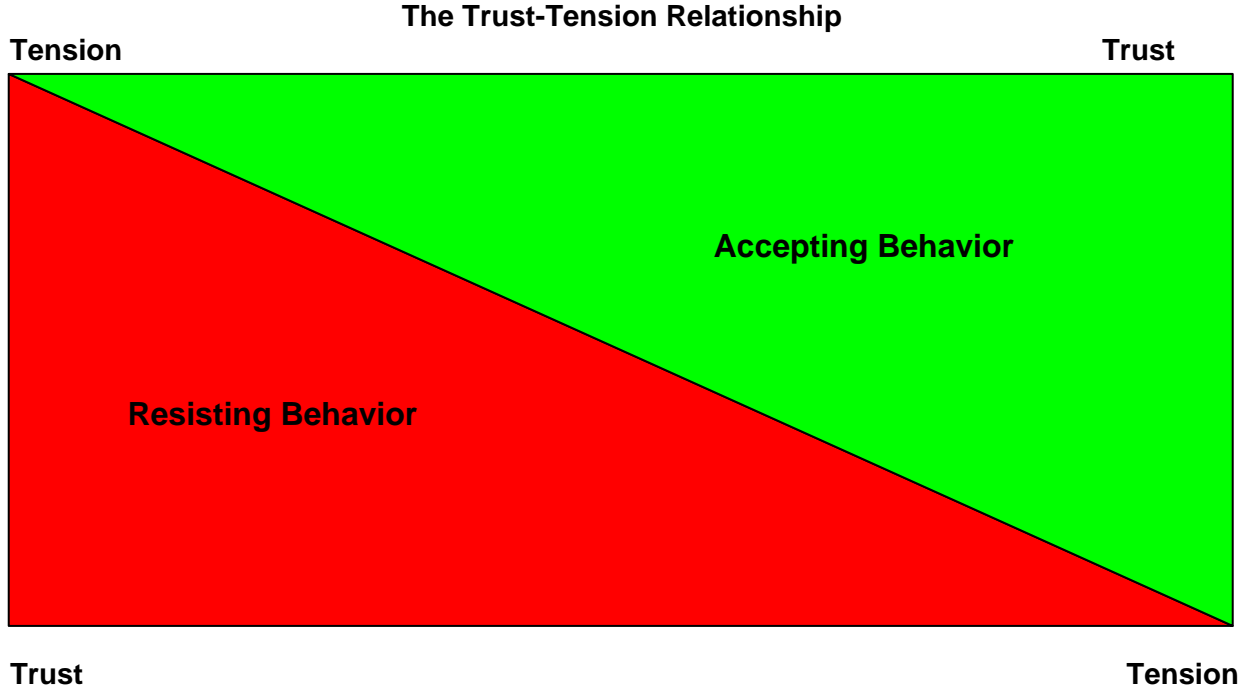 The Trust-Tension Relationship
Tension Trust
Accepting Behavior
Resisting Behavior
Trust Tension